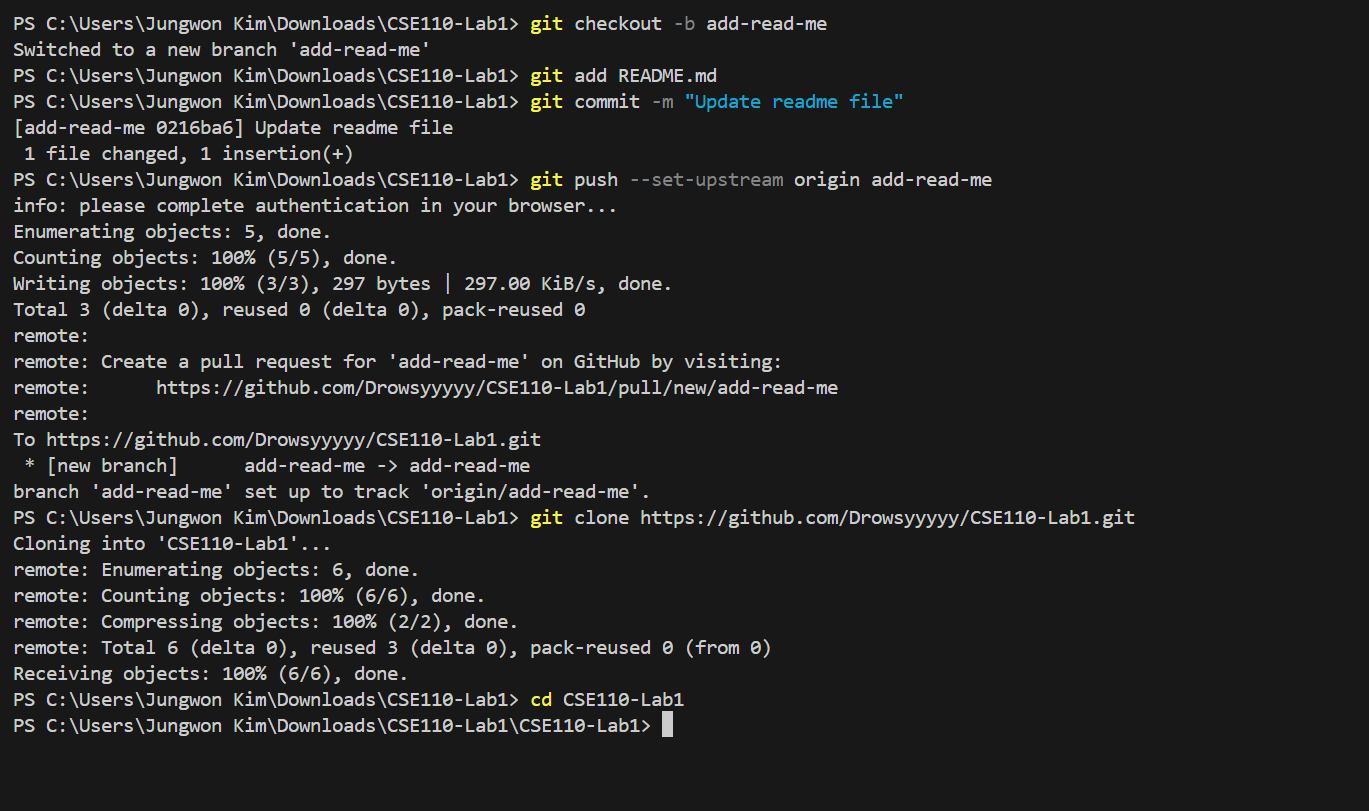 PS C:\Users\Jungwon Kim\Downloads\CSE110-Lab1> git checkout -b add-read-me
Switched to a new branch 'add-read-me'
PS C:\Users\Jungwon Kim\Downloads\CSE110-Lab1> git add README.md
PS C:\Users\Jungwon Kim\Downloads\CSE110-Lab1> git commit -m "Update readme file"
[add-read-me 0216ba6] Update readme file
 1 file changed, 1 insertion(+)
PS C:\Users\Jungwon Kim\Downloads\CSE110-Lab1> git push --set-upstream origin add-read-me
info: please complete authentication in your browser...
Enumerating objects: 5, done.
Counting objects: 100% (5/5), done.
Writing objects: 100% (3/3), 297 bytes | 297.00 KiB/s, done.
Total 3 (delta 0), reused 0 (delta 0), pack-reused 0
remote:
remote: Create a pull request for 'add-read-me' on GitHub by visiting:
remote:      https://github.com/Drowsyyyyy/CSE110-Lab1/pull/new/add-read-me
remote:
To https://github.com/Drowsyyyyy/CSE110-Lab1.git
 * [new branch]      add-read-me -> add-read-me
branch 'add-read-me' set up to track 'origin/add-read-me'.
PS C:\Users\Jungwon Kim\Downloads\CSE110-Lab1> git clone https://github.com/Drowsyyyyy/CSE110-Lab1.git
Cloning into 'CSE110-Lab1'...
remote: Enumerating objects: 6, done.
remote: Counting objects: 100% (6/6), done.
remote: Compressing objects: 100% (2/2), done.
remote: Total 6 (delta 0), reused 3 (delta 0), pack-reused 0 (from 0)
Receiving objects: 100% (6/6), done.
PS C:\Users\Jungwon Kim\Downloads\CSE110-Lab1> cd CSE110-Lab1
PS C:\Users\Jungwon Kim\Downloads\CSE110-Lab1\CSE110-Lab1>